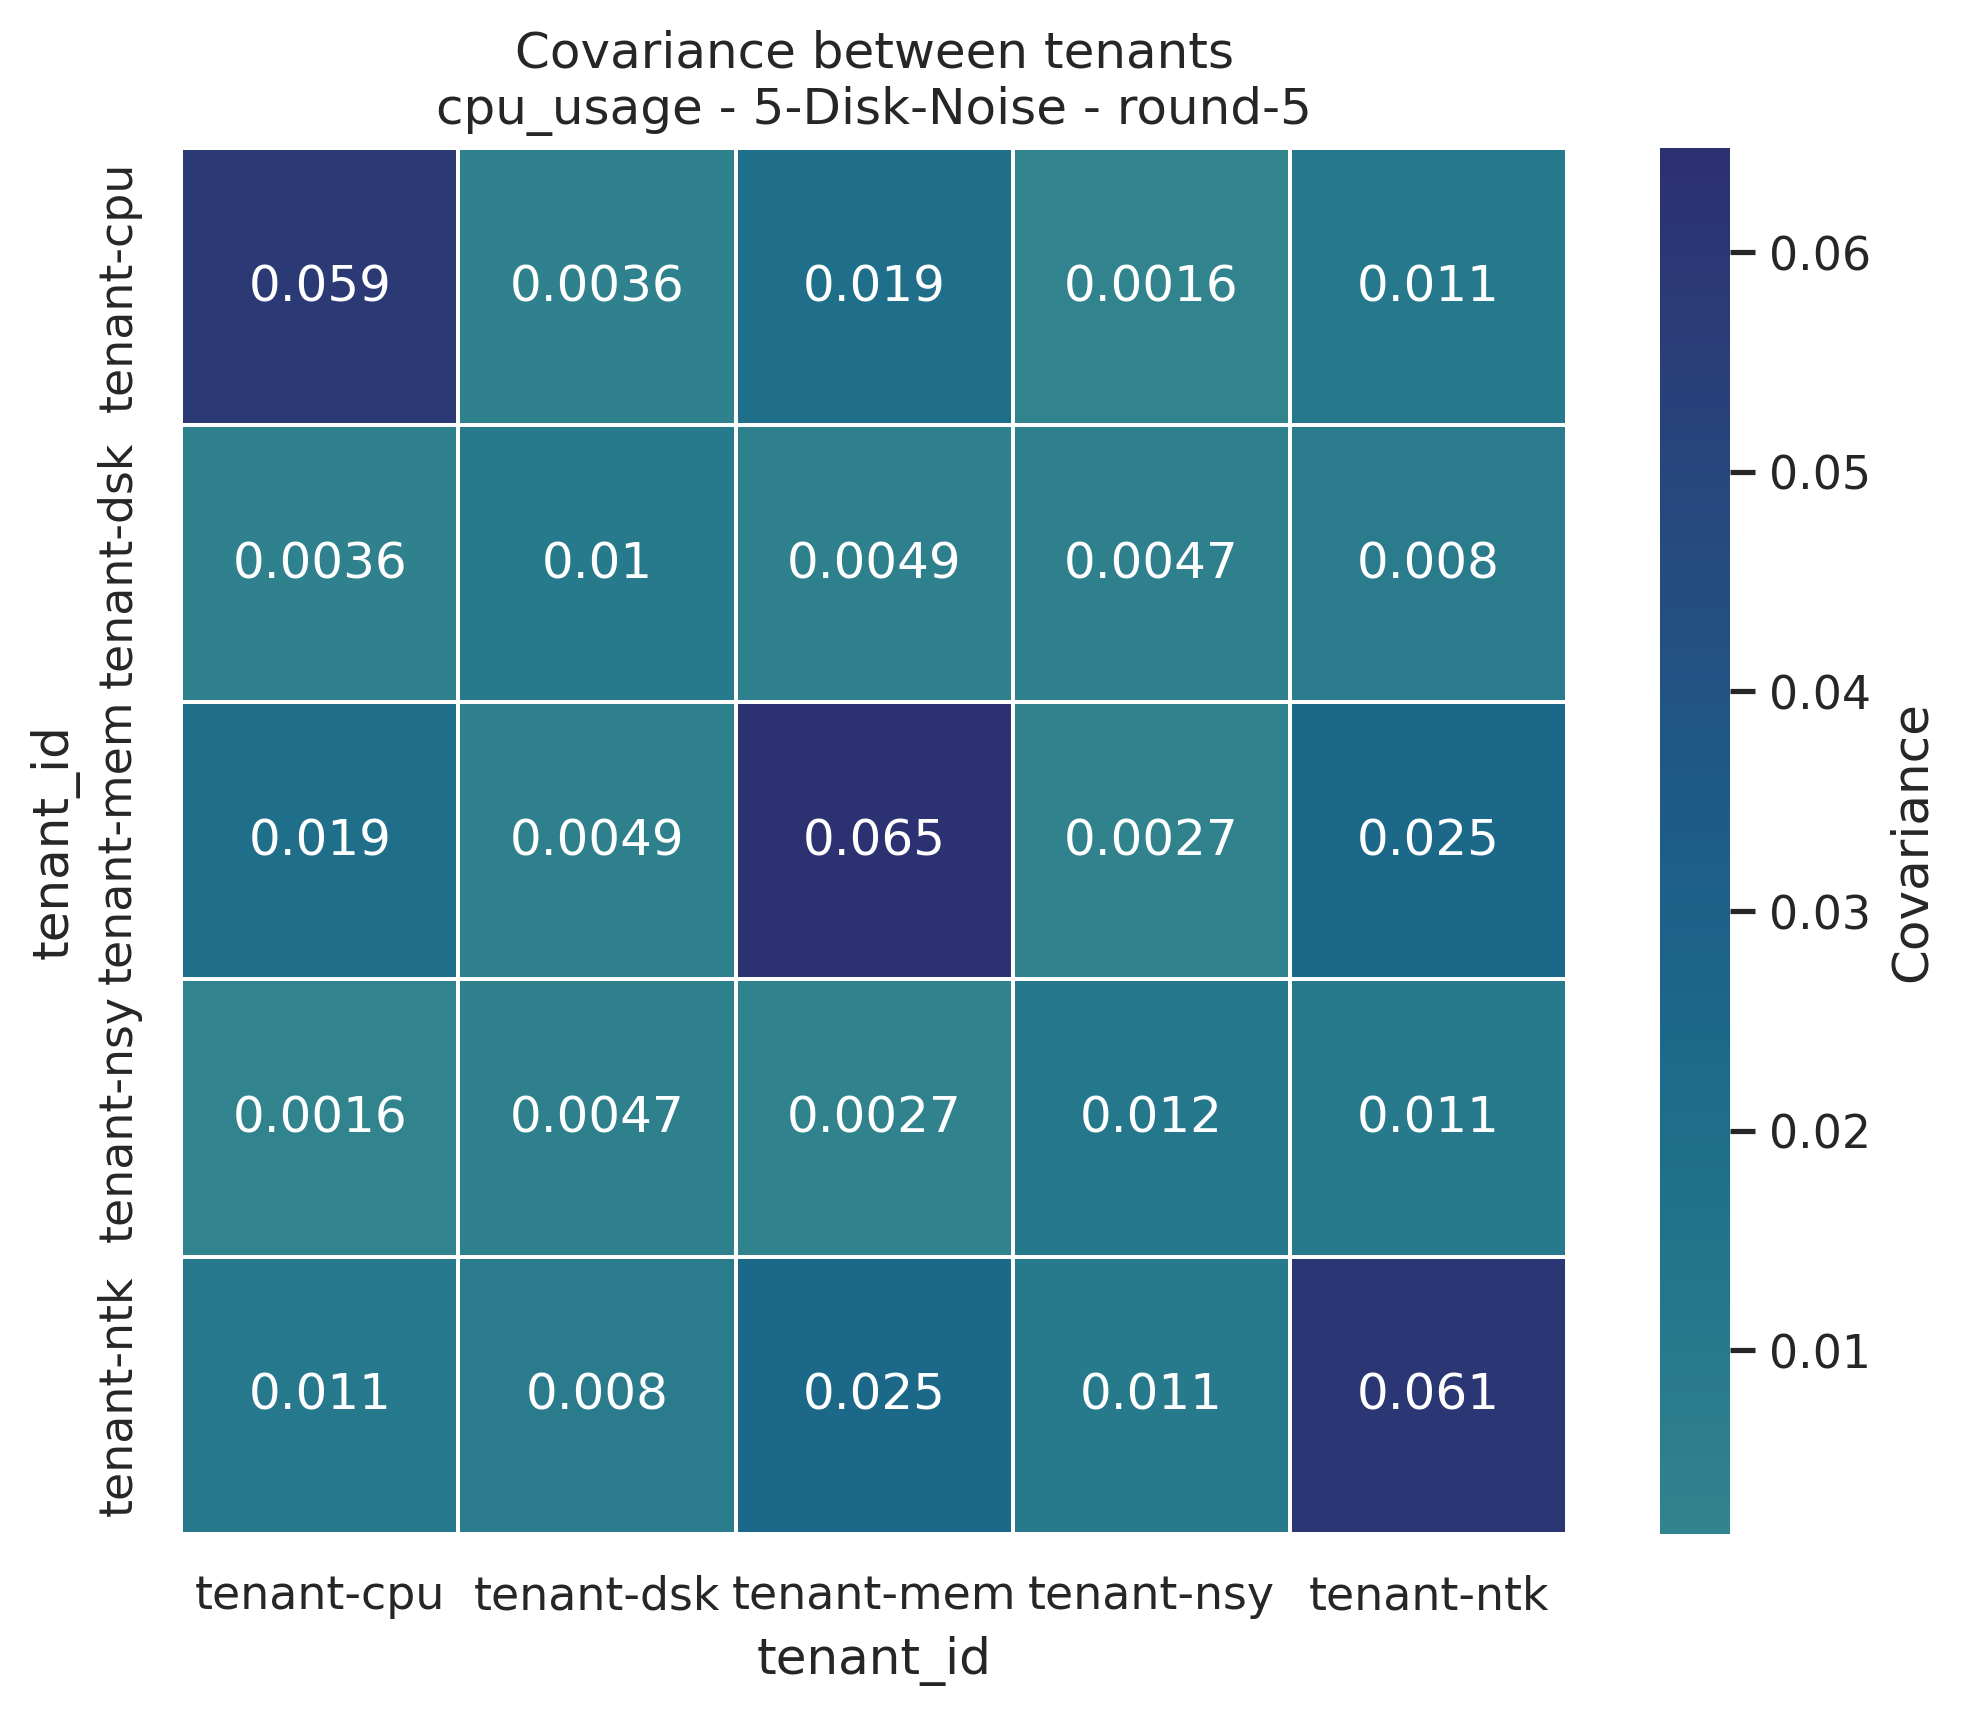 Covariance between tenants
cpu_usage - 5-Disk-Noise - round-5
tenant_id
tenant-cpu
tenant-dsk
tenant-mem
tenant-nsy
tenant-ntk
0.059 0.0036 0.019 0.0016 0.011
0.0036 0.01 0.0049 0.0047 0.008
0.019 0.0049 0.065 0.0027 0.025
0.0016 0.0047 0.0027 0.012 0.011
0.011 0.008 0.025 0.011 0.061
tenant-cpu tenant-dsk tenant-mem tenant-nsy tenant-ntk
tenant_id
0.06
0.05
0.04
0.03
0.02
0.01
Covariance